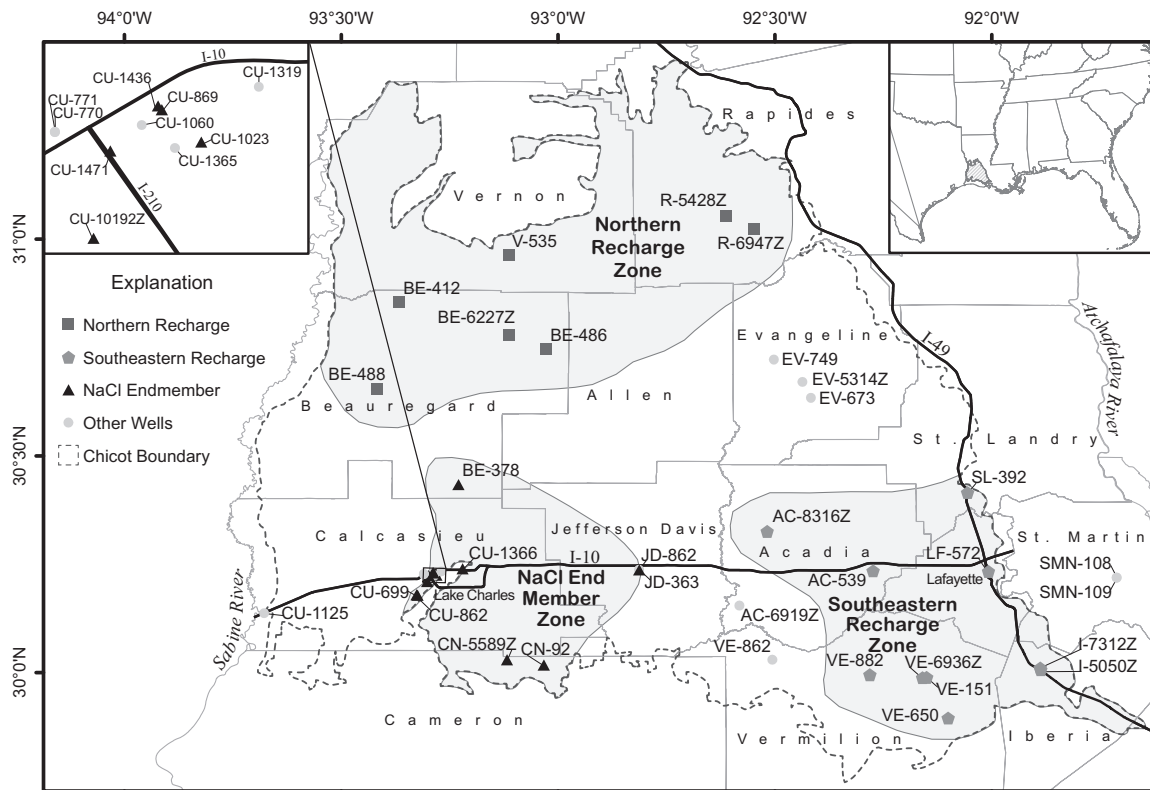 94°0'0"W
93°30'0"W
93°0'0"W
92°30'0"W
92°0'0"W
31°0'N
30°30'N
30°0'N
I-10
CU-1319
CU-1436
CU-869
CU-771
CU-770
CU-1060
CU-1023
CU-1365
CU-1471
I-210
CU-10192Z
Explanation
Northern Recharge
Southeastern Recharge
NaCl Endmember
Other Wells
Chicot Boundary
Rapides
Vernon
R-5428Z
Northern
Recharge
Zone
R-6947Z
V-535
BE-412
BE-6227Z
BE-486
BE-488
Beauregard
Allen
Evangeline
EV-749
EV-5314Z
EV-673
I-49
Atchafalaya River
St. Landry
SL-392
BE-378
AC-8316Z
Calcasieu
Jefferson Davis
Acadia
St. Martin
CU-1366
I-10
JD-862
JD-363
LF-572
AC-539
Lafayette
SMN-108
SMN-109
NaCl End
Member
Zone
CU-699
Lake Charles
CU-862
CU-1125
Sabine River
Southeastern
Recharge
Zone
AC-6919Z
VE-862
CN-5589Z
CN-92
VE-882
VE-6936Z
VE-151
VE-650
I-7312Z
I-5050Z
Cameron
Vermilion
Iberia